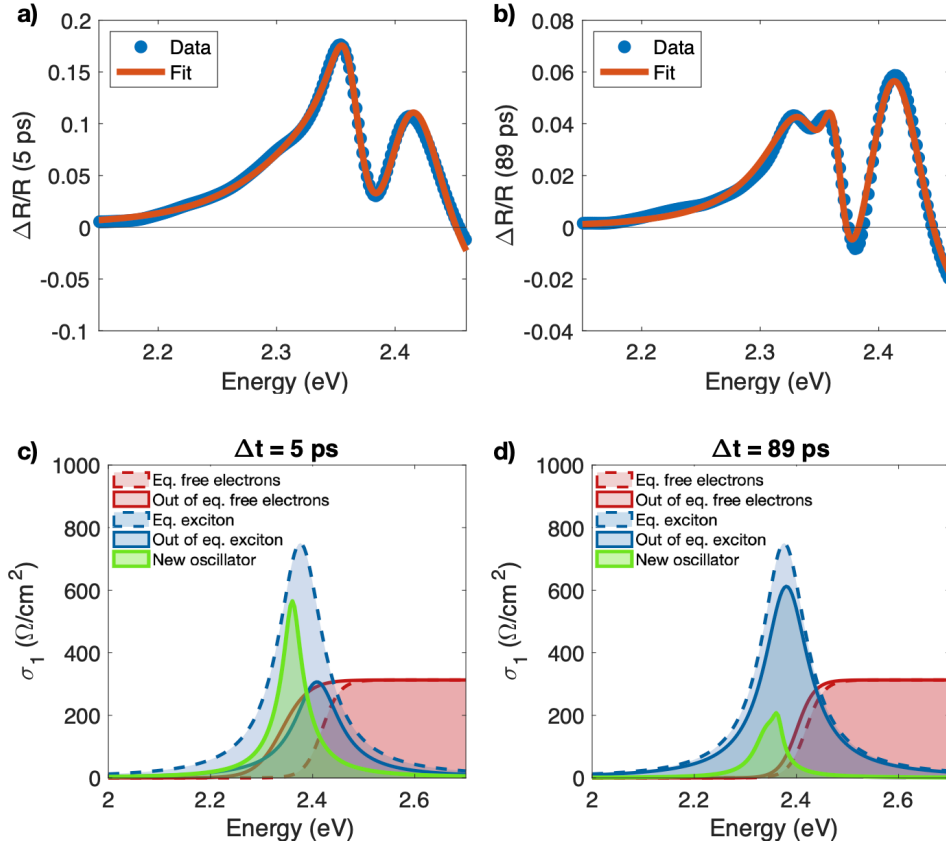 a)
b)
0.2
0.15
0.1
0.05
0
-0.05
-0.1
ΔR/R (5 ps)
Data
Fit
2.2
2.3
2.4
Energy (eV)
0.08
0.06
0.04
0.02
0
-0.02
-0.04
ΔR/R (89 ps)
Data
Fit
2.2
2.3
2.4
Energy (eV)
c)
Δt = 5 ps
1000
800
600
400
200
0
σ1 (Ω/cm2)
Eq. free electrons
Out of eq. free electrons
Eq. exciton
Out of eq. exciton
New oscillator
2
2.2
2.4
2.6
Energy (eV)
d)
Δt = 89 ps
1000
800
600
400
200
0
σ1 (Ω/cm2)
Eq. free electrons
Out of eq. free electrons
Eq. exciton
Out of eq. exciton
New oscillator
2
2.2
2.4
2.6
Energy (eV)